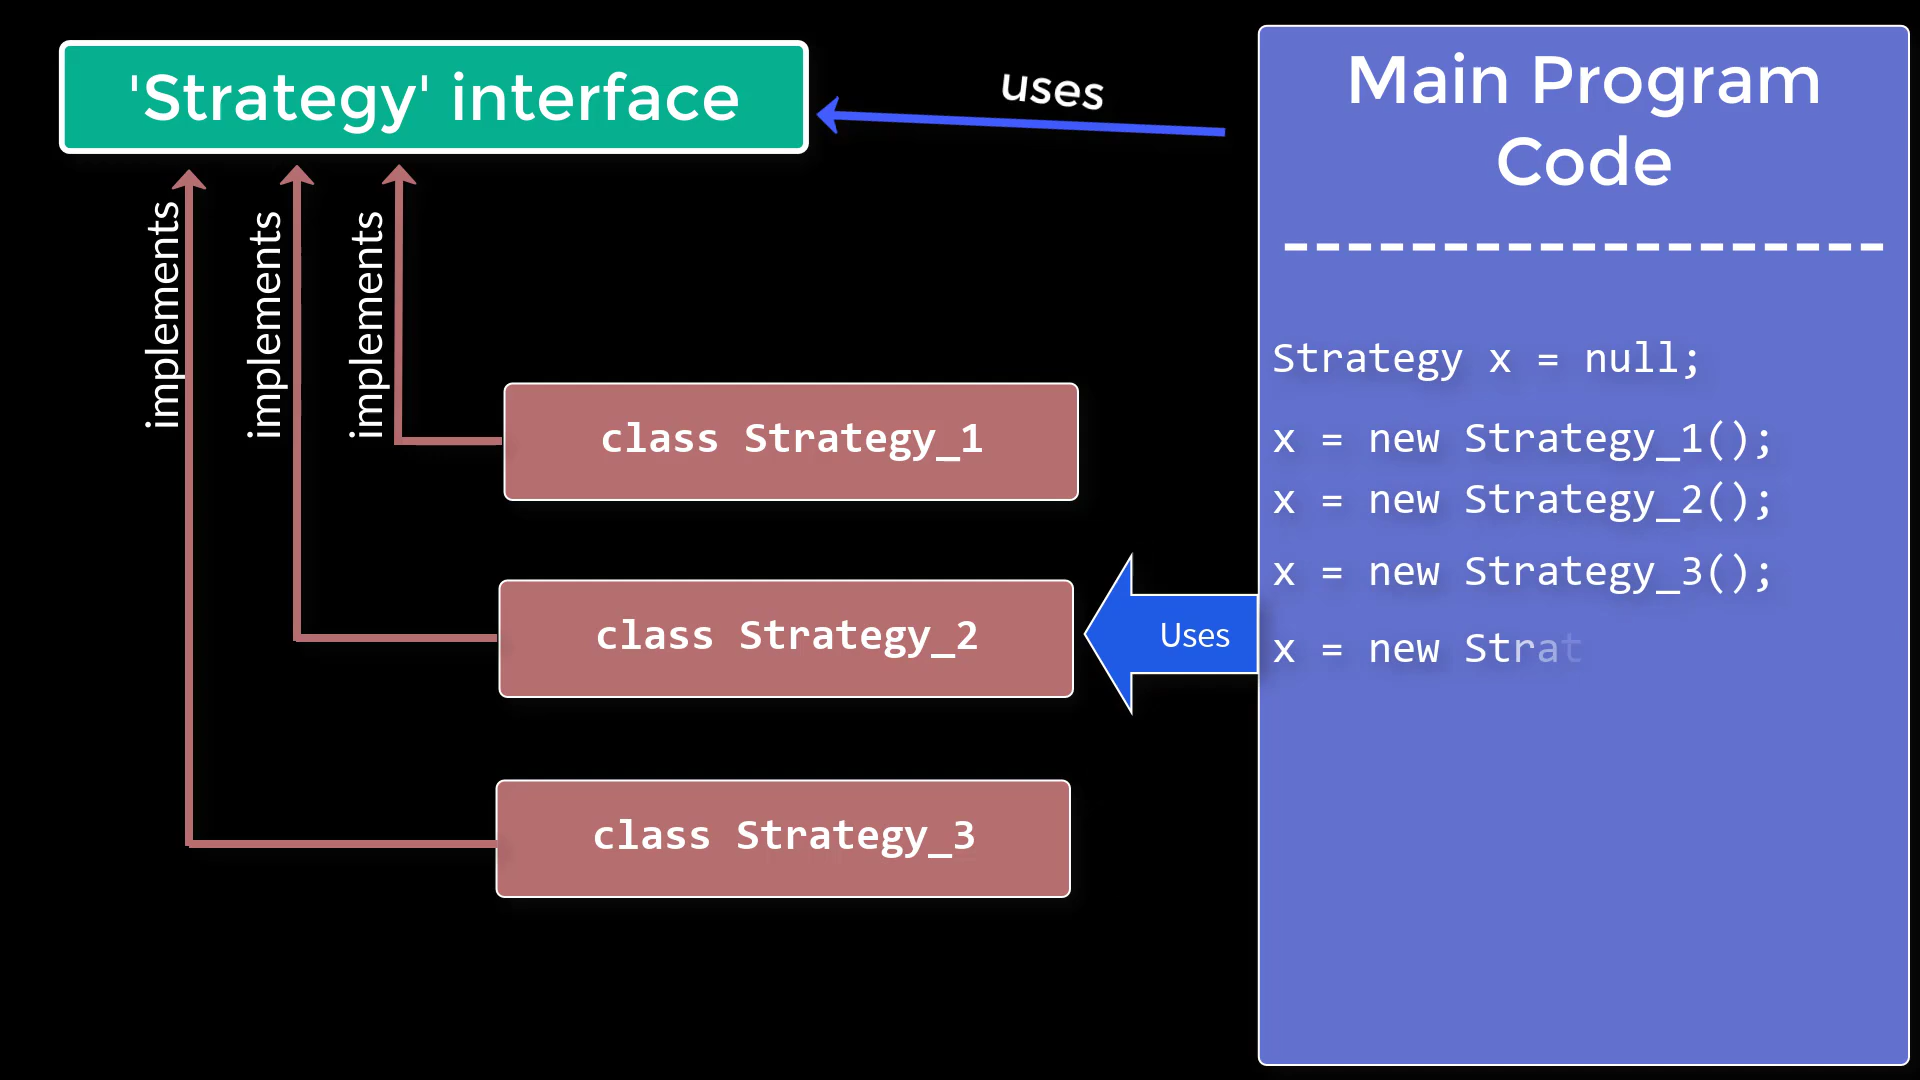 'Strategy' interface
uses
Main Program
Code
implements
implements
implements
Strategy x = null;
x = new Strategy_1();
x = new Strategy_2();
x = new Strategy_3();
x = new Strat
class Strategy_1
class Strategy_2
Uses
class Strategy_3